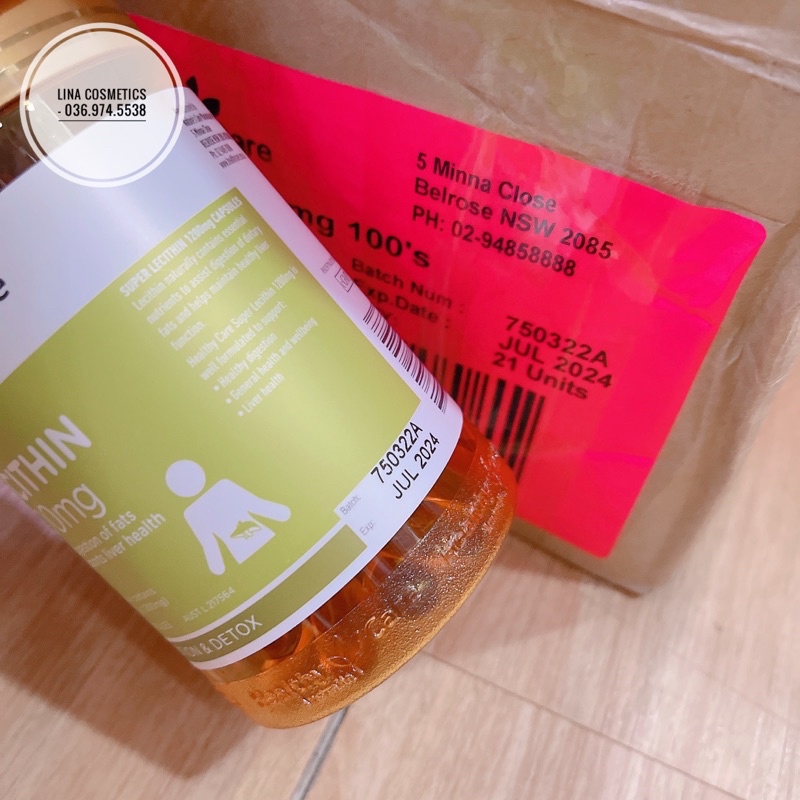 LINA COSMETICS
- 036.974.5538
are
5 Minna Close
Belrose NSW 2085
PH: 02-94858888
mg 100's
Batch Num :
Exp.Date :
750322A
JUL 2024
21 Units
e
SUPER LECITHIN 1200mg CAPSULES
Lecithin naturally contains essential
nutrients to assist digestion of dietary
fats and helps maintain healthy liver
function.
Healthy Care Super Lecithin 1200mg is
well formulated to support:
• Healthy digestion
• General health and wellbeing
• Liver health
CITHIN
0mg
of fats
liver health
AUST L 217964
Batch:
750322A
Exp:
JUL 2024
ON & DETOX